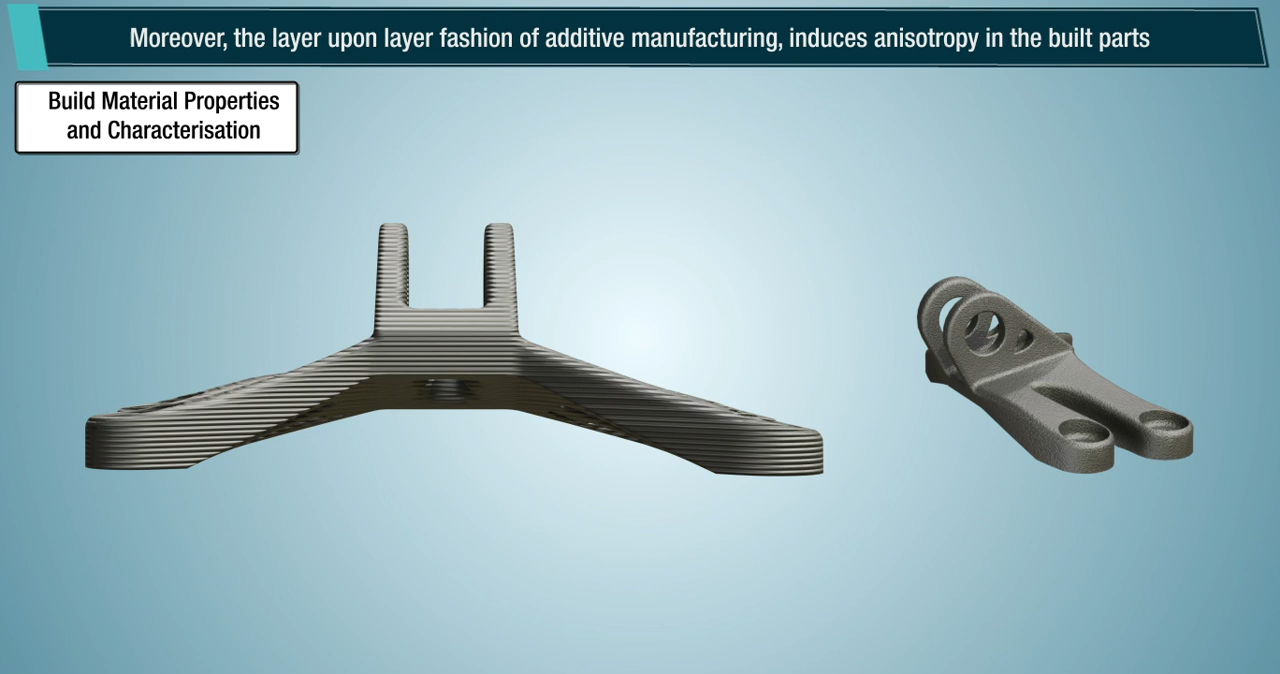 Moreover, the layer upon layer fashion of additive manufacturing, induces anisotropy in the built parts
Build Material Properties
and Characterisation